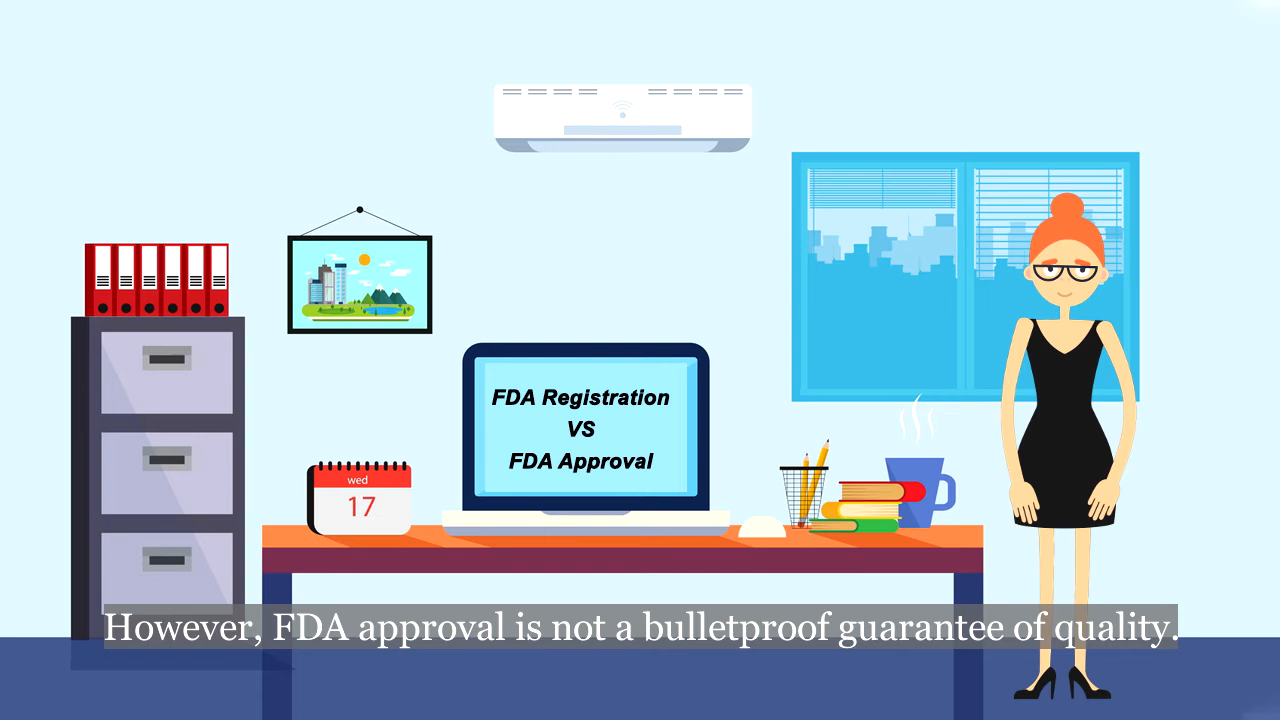 FDA Registration
VS
FDA Approval
wed
17
However, FDA approval is not a bulletproof guarantee of quality.